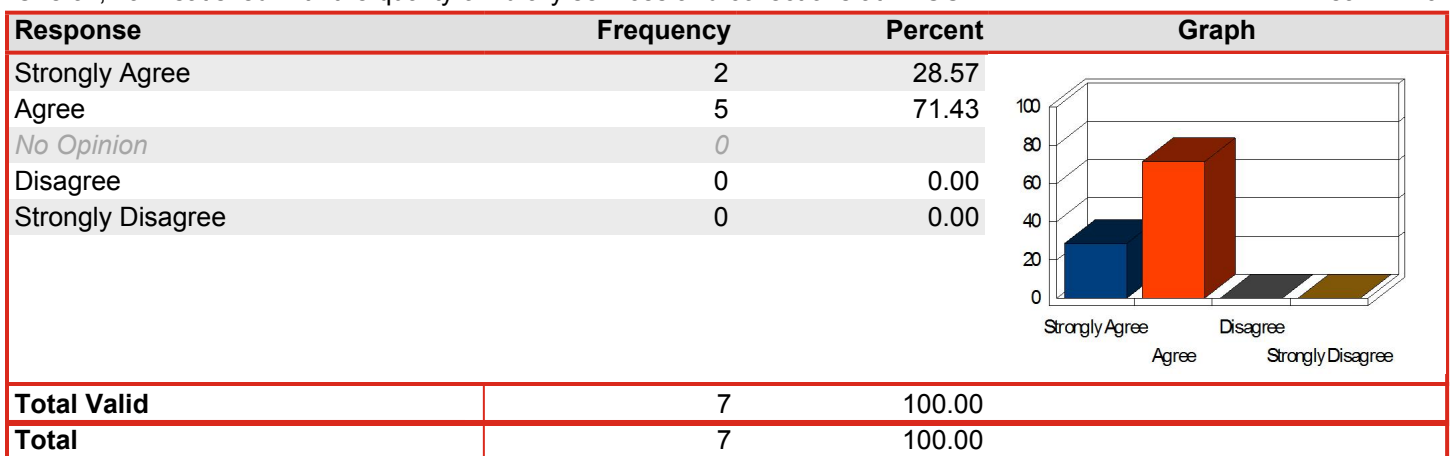 Response Frequency Percent Graph
Strongly Agree 2 28.57
Agree 5 71.43
No Opinion 0
Disagree 0 0.00
Strongly Disagree 0 0.00
100
80
60
40
20
0
Strongly Agree Disagree
Agree Strongly Disagree
Total Valid 7 100.00
Total 7 100.00